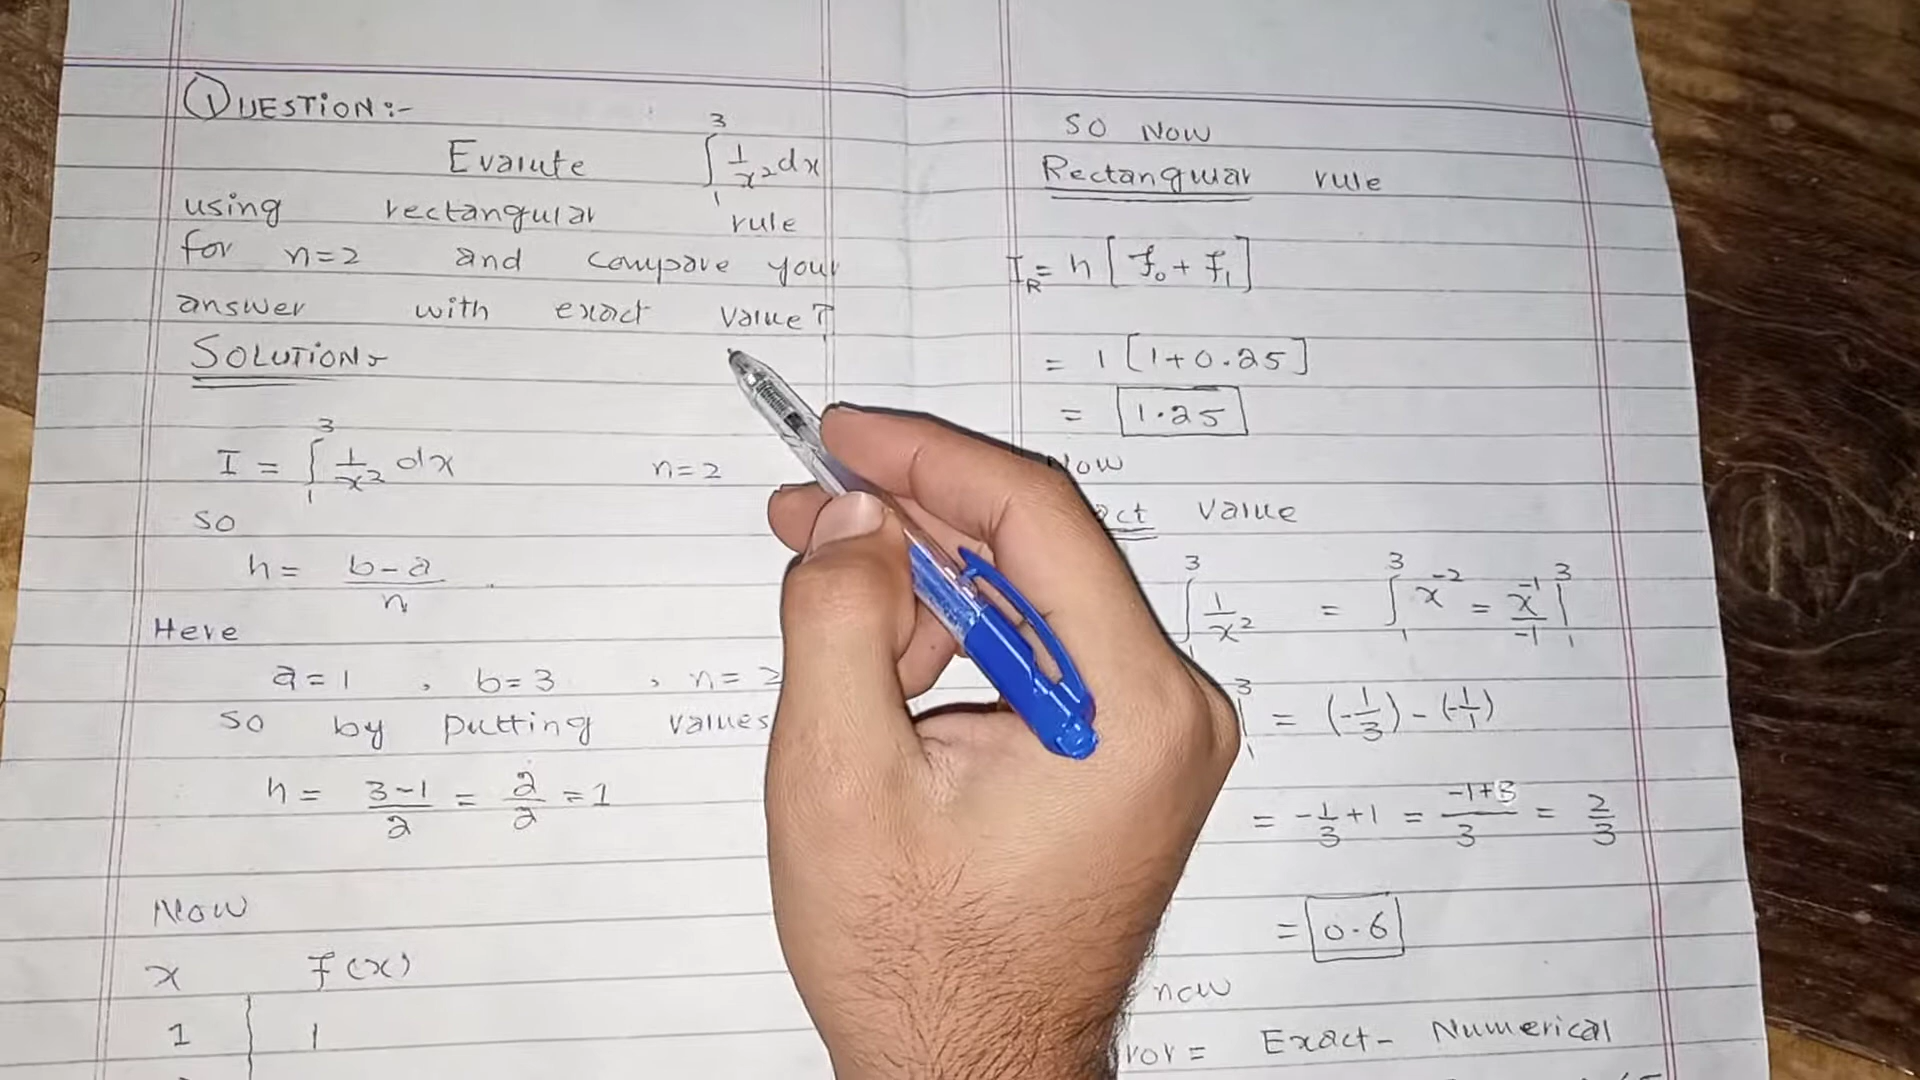 QUESTION:-
Evalute ∫₁³ 1/x² dx
using rectangular rule
for n=2 and compare your
answer with exact value?
SOLUTION:-
I = ∫₁³ 1/x² dx n=2
so
h = b-a/n
Here
a=1 , b=3 , n=2
so by putting values
h = 3-1/2 = 2/2 = 1
Now
x f(x)
1 1
SO NOW
Rectangular rule
I_R = h [f₀ + f₁]
= 1 [1+0.25]
= 1.25
Now
value
∫₁³ 1/x² = ∫₁³ x⁻² = x⁻¹/-1 |₁³
|₁³ = (-1/3) - (-1/1)
= -1/3 + 1 = -1+3/3 = 2/3
= 0.6
now
= Exact - Numerical